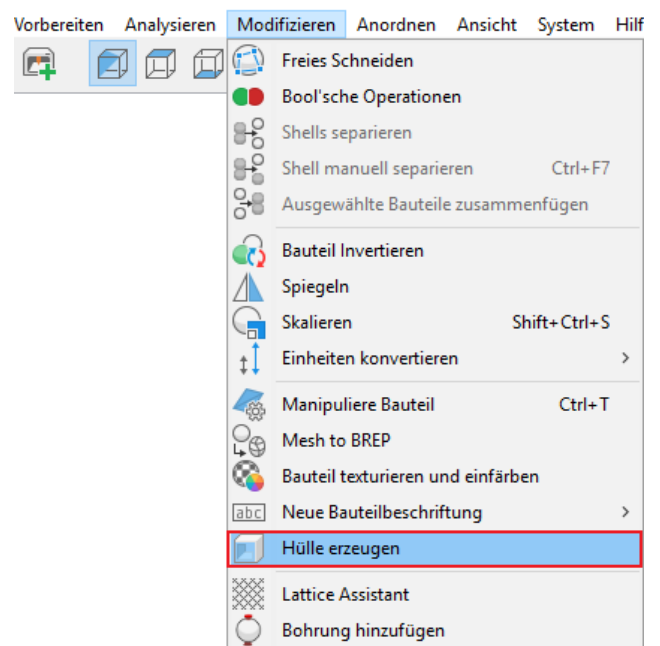 Vorbereiten Analysieren Modifizieren Anordnen Ansicht System Hilf
Freies Schneiden
Bool'sche Operationen
Shells separieren
Shell manuell separieren Ctrl+F7
Ausgewählte Bauteile zusammenfügen
Bauteil Invertieren
Spiegeln
Skalieren Shift+Ctrl+S
Einheiten konvertieren
Manipuliere Bauteil Ctrl+T
Mesh to BREP
Bauteil texturieren und einfärben
abc Neue Bauteilbeschriftung
Hülle erzeugen
Lattice Assistant
Bohrung hinzufügen